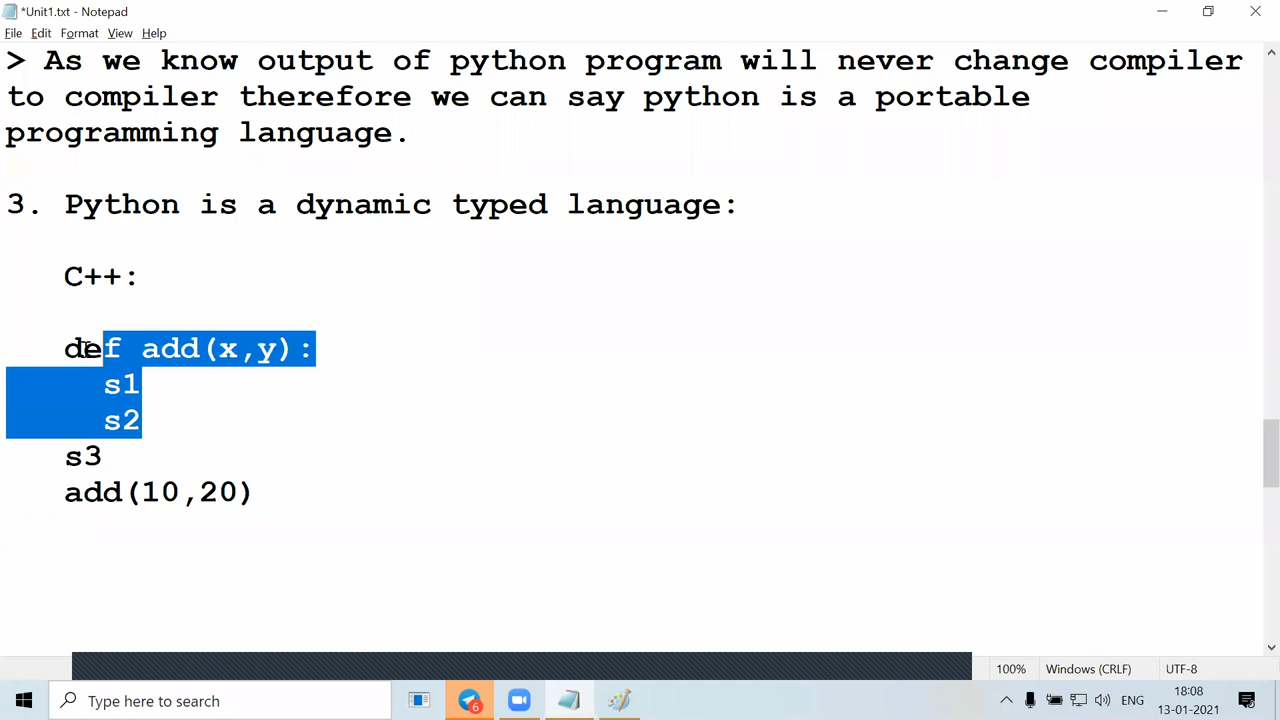 *Unit1.txt - Notepad
File Edit Format View Help
> As we know output of python program will never change compiler
to compiler therefore we can say python is a portable
programming language.
3. Python is a dynamic typed language:
C++:
def add(x,y):
s1
s2
s3
add(10,20)
100% Windows (CRLF) UTF-8
Type here to search
6
ENG
18:08
13-01-2021